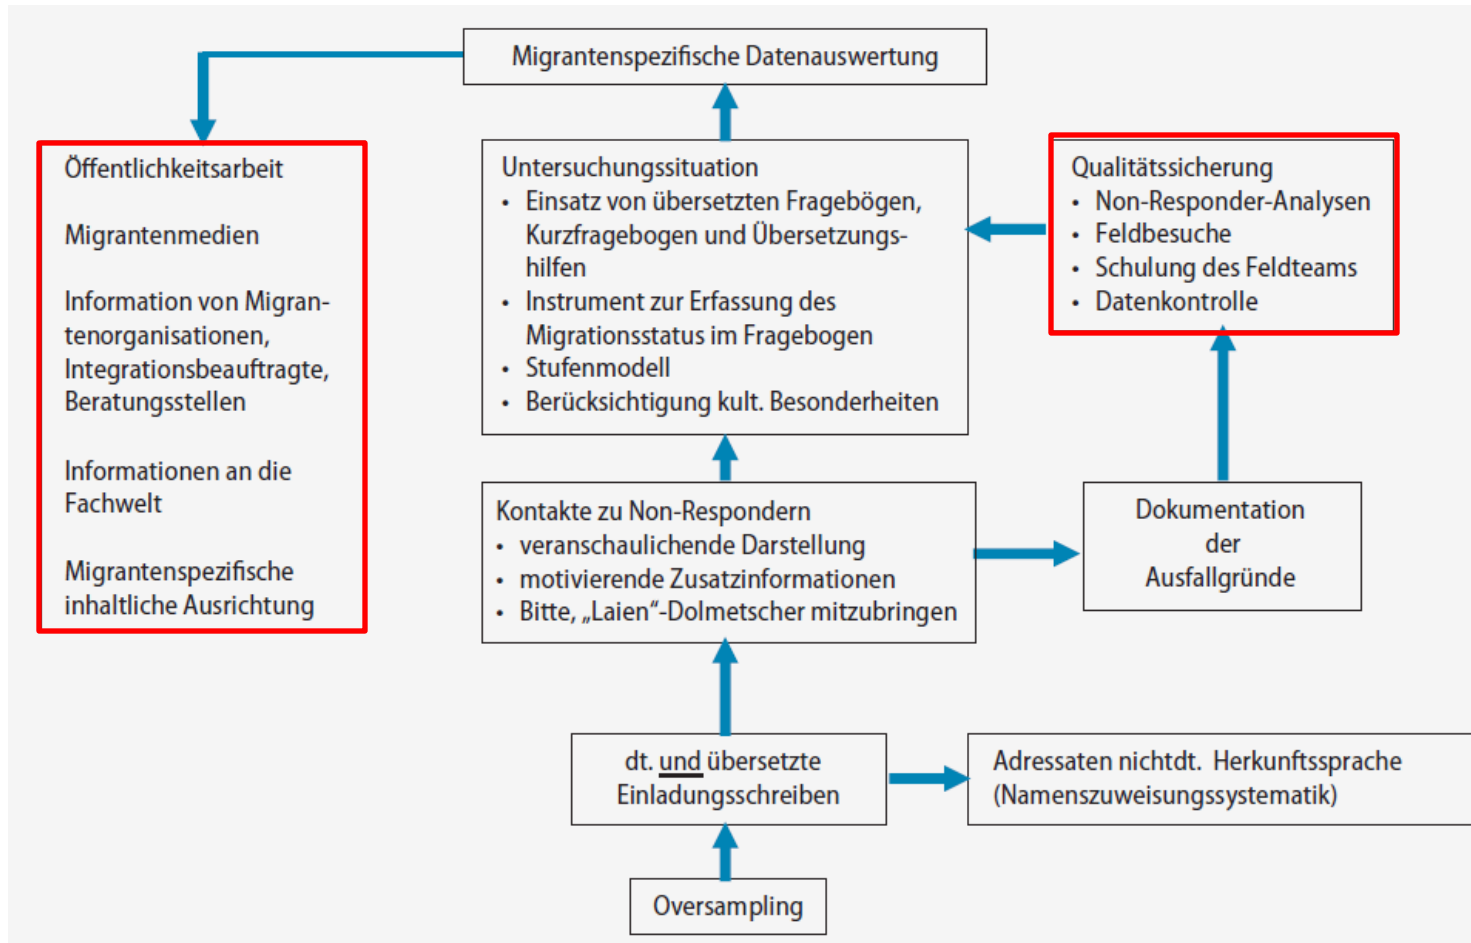 Migrantenspezifische Datenauswertung
Öffentlichkeitsarbeit
Migrantenmedien
Information von Migran-
tenorganisationen,
Integrationsbeauftragte,
Beratungsstellen
Informationen an die
Fachwelt
Migrantenspezifische
inhaltliche Ausrichtung
Untersuchungssituation
• Einsatz von übersetzten Fragebögen,
Kurzfragebogen und Übersetzungs-
hilfen
• Instrument zur Erfassung des
Migrationsstatus im Fragebogen
• Stufenmodell
• Berücksichtigung kult. Besonderheiten
Qualitätssicherung
• Non-Responder-Analysen
• Feldbesuche
• Schulung des Feldteams
• Datenkontrolle
Kontakte zu Non-Respondern
• veranschaulichende Darstellung
• motivierende Zusatzinformationen
• Bitte, „Laien“-Dolmetscher mitzubringen
Dokumentation
der
Ausfallgründe
dt. und übersetzte
Einladungsschreiben
Adressaten nichtdt. Herkunftssprache
(Namenszuweisungssystematik)
Oversampling